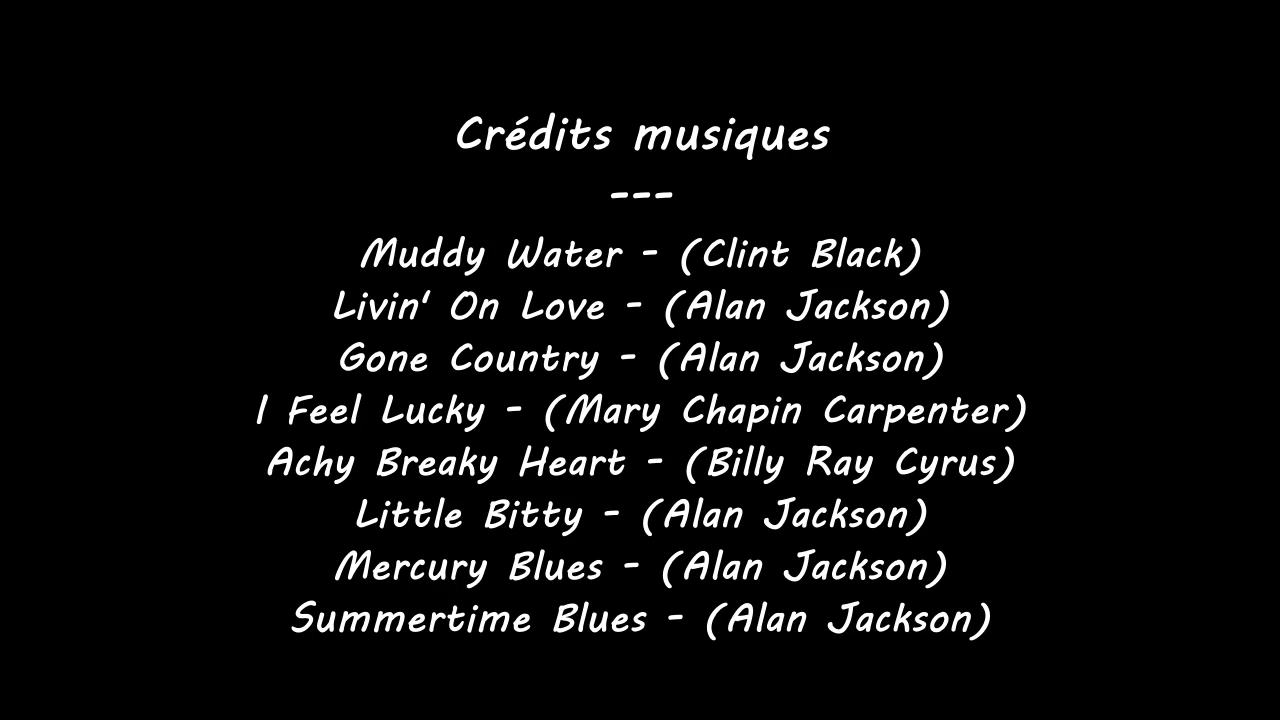 Crédits musiques
---
Muddy Water - (Clint Black)
Livin' On Love - (Alan Jackson)
Gone Country - (Alan Jackson)
I Feel Lucky - (Mary Chapin Carpenter)
Achy Breaky Heart - (Billy Ray Cyrus)
Little Bitty - (Alan Jackson)
Mercury Blues - (Alan Jackson)
Summertime Blues - (Alan Jackson)